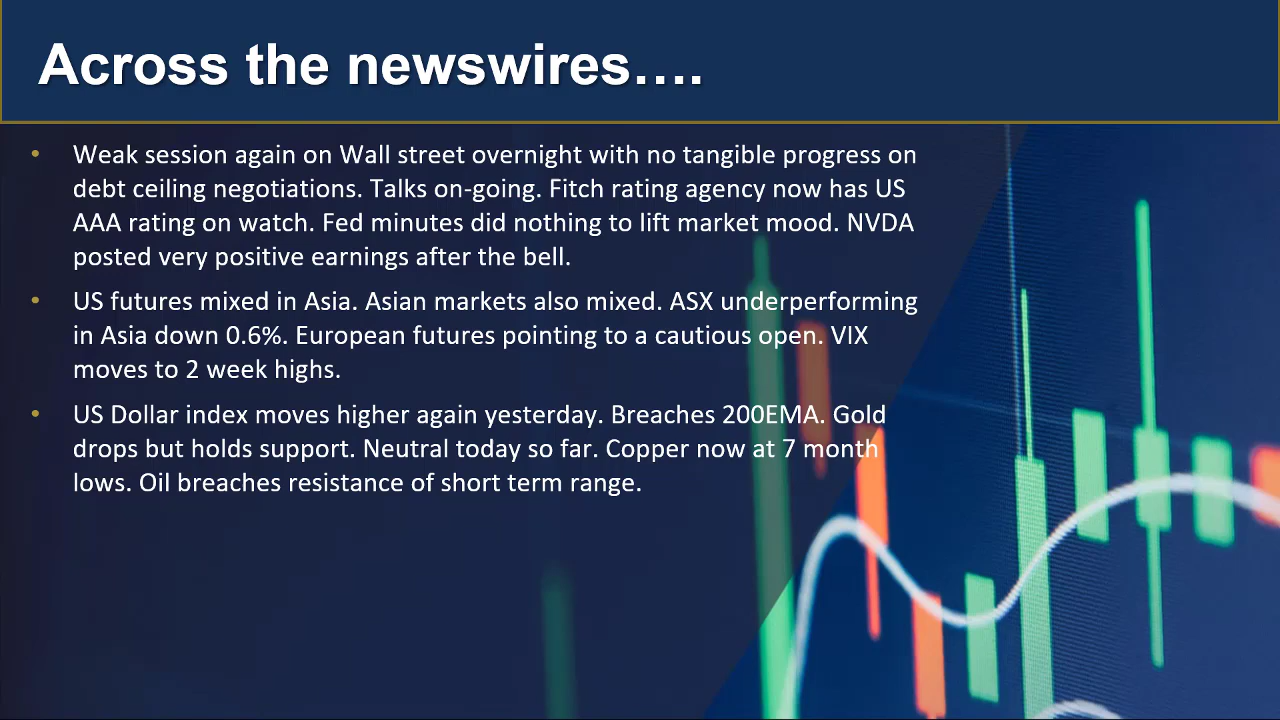 Across the newswires….
• Weak session again on Wall street overnight with no tangible progress on
debt ceiling negotiations. Talks on-going. Fitch rating agency now has US
AAA rating on watch. Fed minutes did nothing to lift market mood. NVDA
posted very positive earnings after the bell.
• US futures mixed in Asia. Asian markets also mixed. ASX underperforming
in Asia down 0.6%. European futures pointing to a cautious open. VIX
moves to 2 week highs.
• US Dollar index moves higher again yesterday. Breaches 200EMA. Gold
drops but holds support. Neutral today so far. Copper now at 7 month
lows. Oil breaches resistance of short term range.